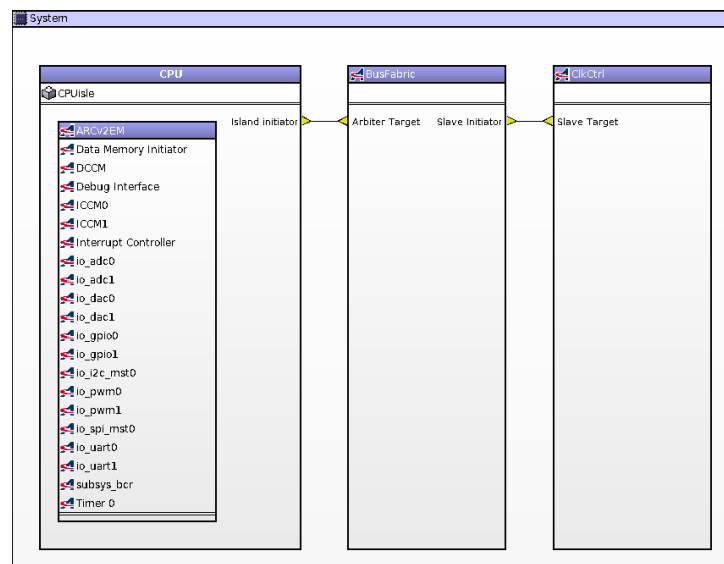 System
CPU
CPUisle
ARCv2EM
Data Memory Initiator
DCCM
Debug Interface
ICCM0
ICCM1
Interrupt Controller
io_adc0
io_adc1
io_dac0
io_dac1
io_gpio0
io_gpio1
io_i2c_mst0
io_pwm0
io_pwm1
io_spi_mst0
io_uart0
io_uart1
subsys_bcr
Timer 0
Island initiator
BusFabric
Arbiter Target Slave Initiator
ClkCtrl
Slave Target